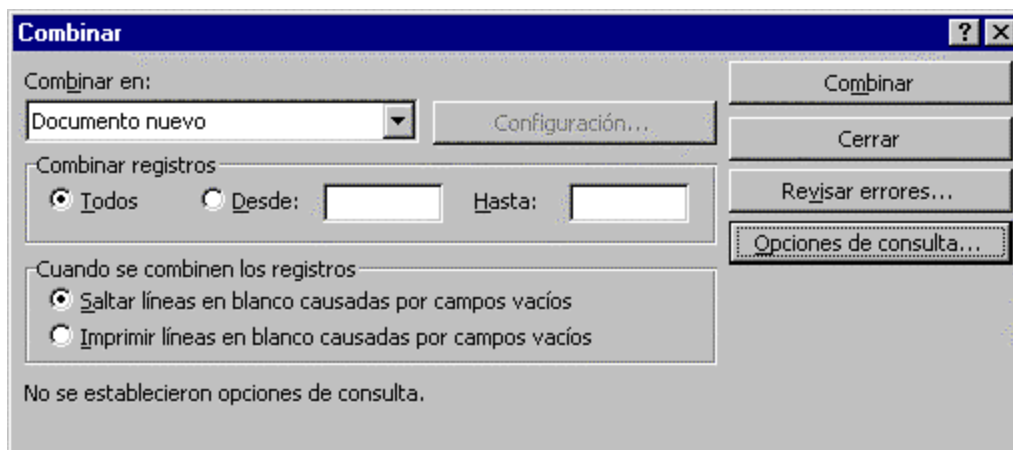 Combinar
Combinar en:
Documento nuevo
Configuración...
Combinar registros
Todos
Desde:
Hasta:
Cuando se combinen los registros
Saltar líneas en blanco causadas por campos vacíos
Imprimir líneas en blanco causadas por campos vacíos
No se establecieron opciones de consulta.
Combinar
Cerrar
Revisar errores...
Opciones de consulta...